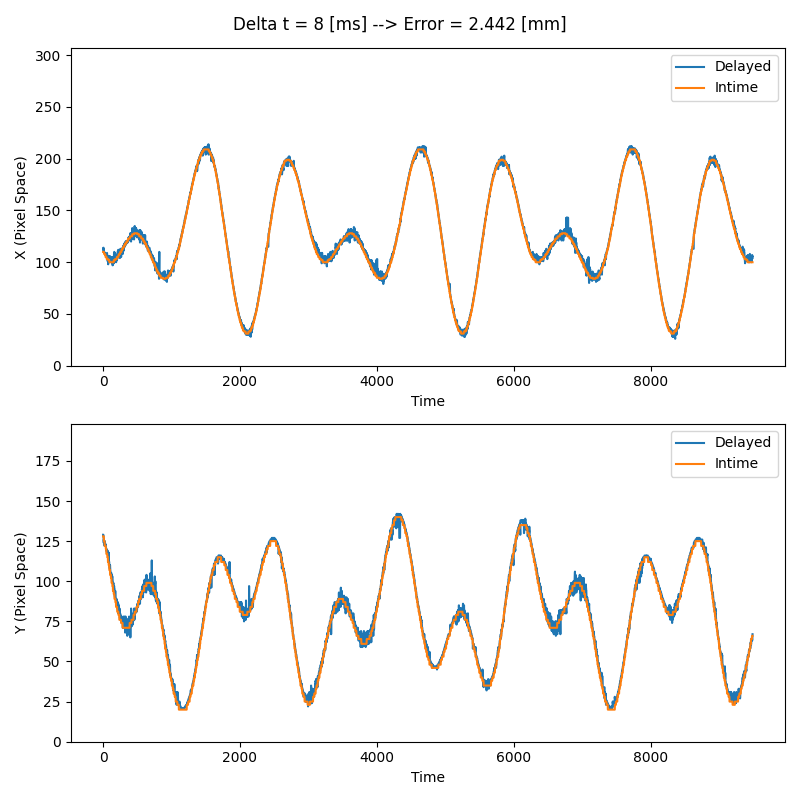 Delta t = 8 [ms] --> Error = 2.442 [mm]
300
250
200
150
100
50
0
X (Pixel Space)
Delayed
Intime
0 2000 4000 6000 8000
Time
175
150
125
100
75
50
25
0
Y (Pixel Space)
Delayed
Intime
0 2000 4000 6000 8000
Time